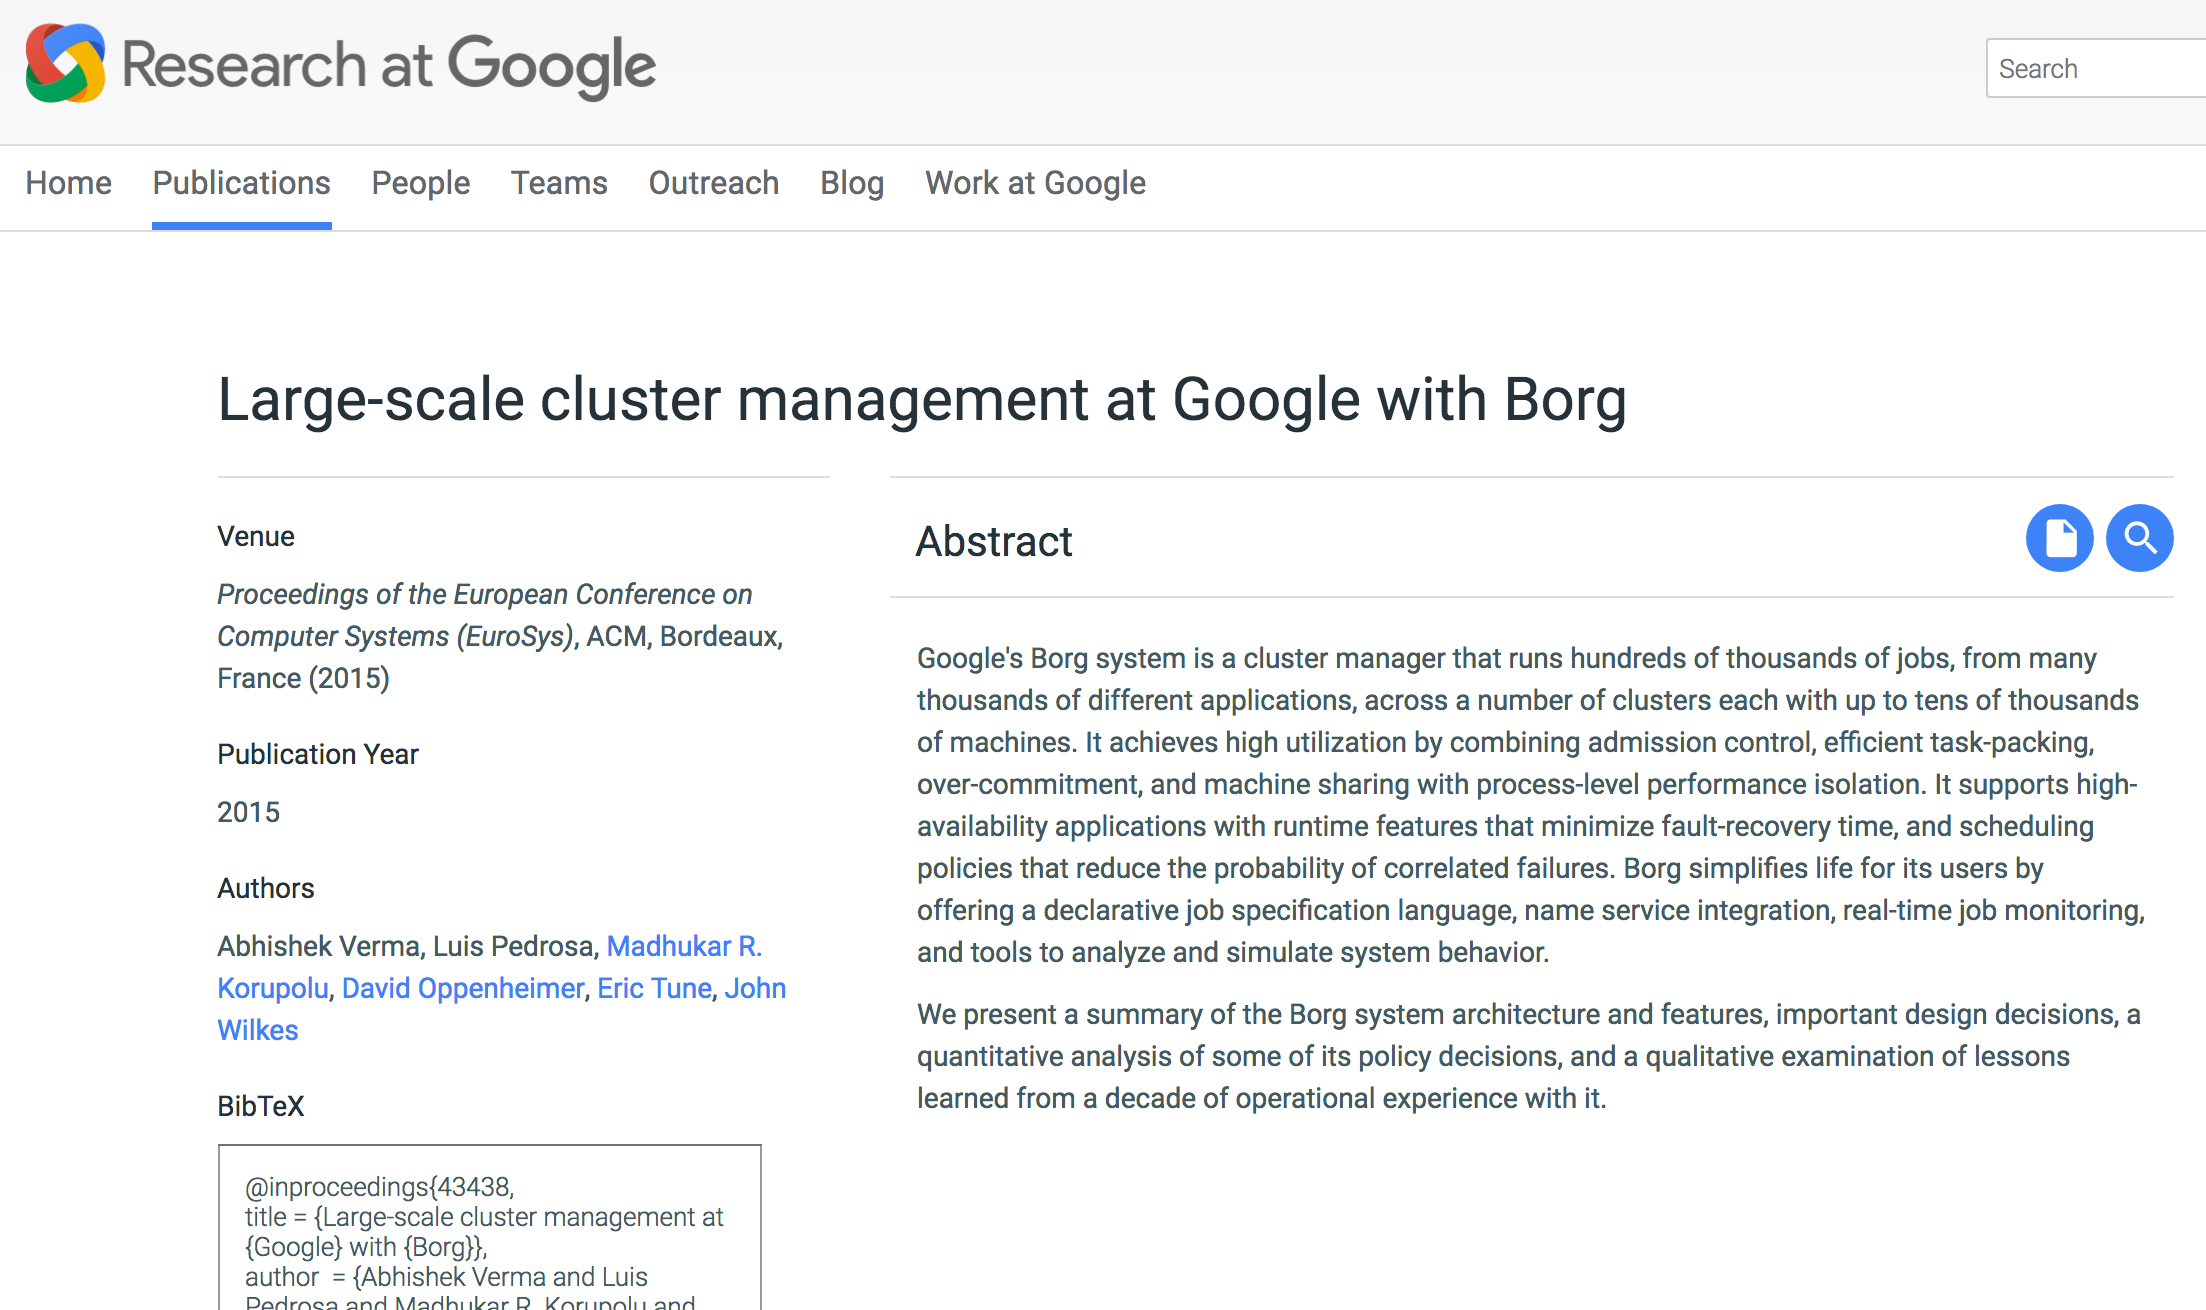 Research at Google
Search
Home Publications People Teams Outreach Blog Work at Google
Large-scale cluster management at Google with Borg
Venue
Proceedings of the European Conference on
Computer Systems (EuroSys), ACM, Bordeaux,
France (2015)
Publication Year
2015
Authors
Abhishek Verma, Luis Pedrosa, Madhukar R.
Korupolu, David Oppenheimer, Eric Tune, John
Wilkes
BibTeX
@inproceedings{43438,
title = {Large-scale cluster management at
{Google} with {Borg}},
author  = {Abhishek Verma and Luis
Pedrosa and Madhukar R. Korupolu and
Abstract
Google's Borg system is a cluster manager that runs hundreds of thousands of jobs, from many
thousands of different applications, across a number of clusters each with up to tens of thousands
of machines. It achieves high utilization by combining admission control, efficient task-packing,
over-commitment, and machine sharing with process-level performance isolation. It supports high-
availability applications with runtime features that minimize fault-recovery time, and scheduling
policies that reduce the probability of correlated failures. Borg simplifies life for its users by
offering a declarative job specification language, name service integration, real-time job monitoring,
and tools to analyze and simulate system behavior.
We present a summary of the Borg system architecture and features, important design decisions, a
quantitative analysis of some of its policy decisions, and a qualitative examination of lessons
learned from a decade of operational experience with it.